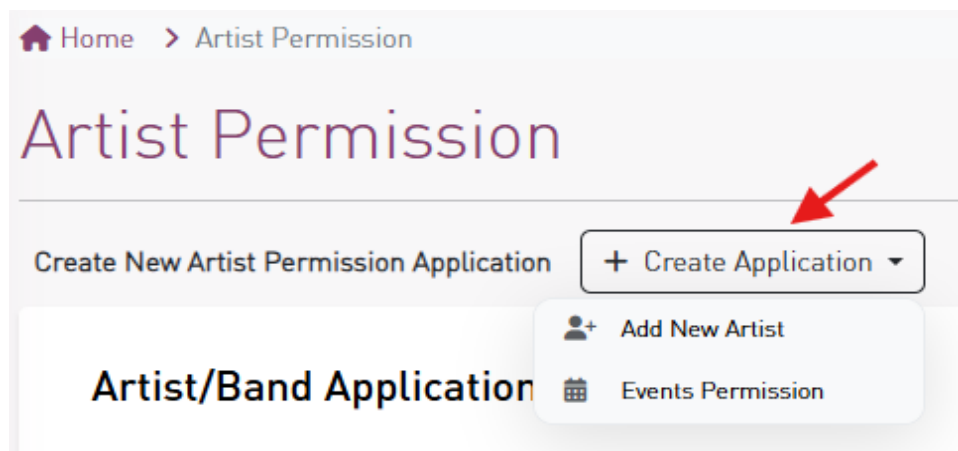 Home > Artist Permission
Artist Permission
Create New Artist Permission Application + Create Application
Add New Artist
Artist/Band Application
Events Permission